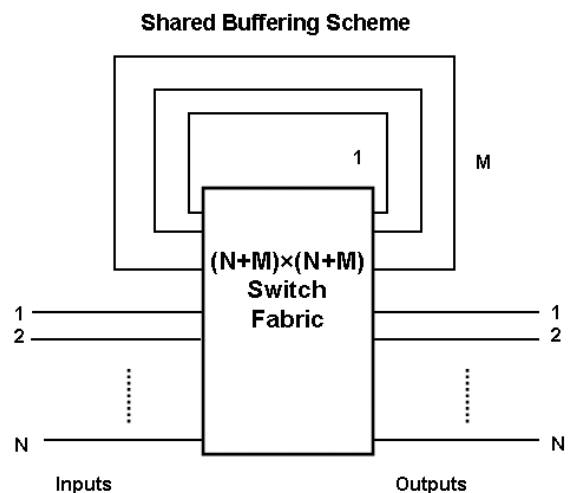 Shared Buffering Scheme
1
M
(N+M)×(N+M)
Switch
Fabric
1
1
2
2
N
N
Inputs
Outputs